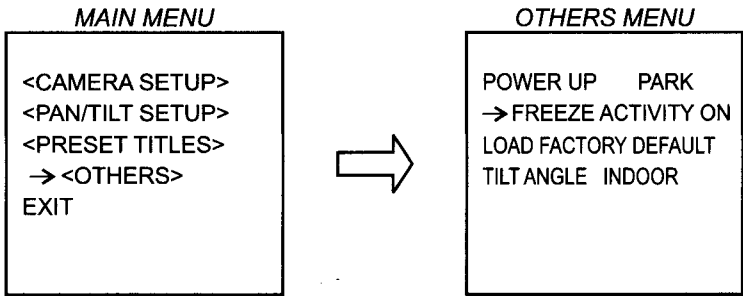 MAIN MENU
<CAMERA SETUP>
<PAN/TILT SETUP>
<PRESET TITLES>
→ <OTHERS>
EXIT
OTHERS MENU
POWER UP PARK
→ FREEZE ACTIVITY ON
LOAD FACTORY DEFAULT
TILT ANGLE INDOOR